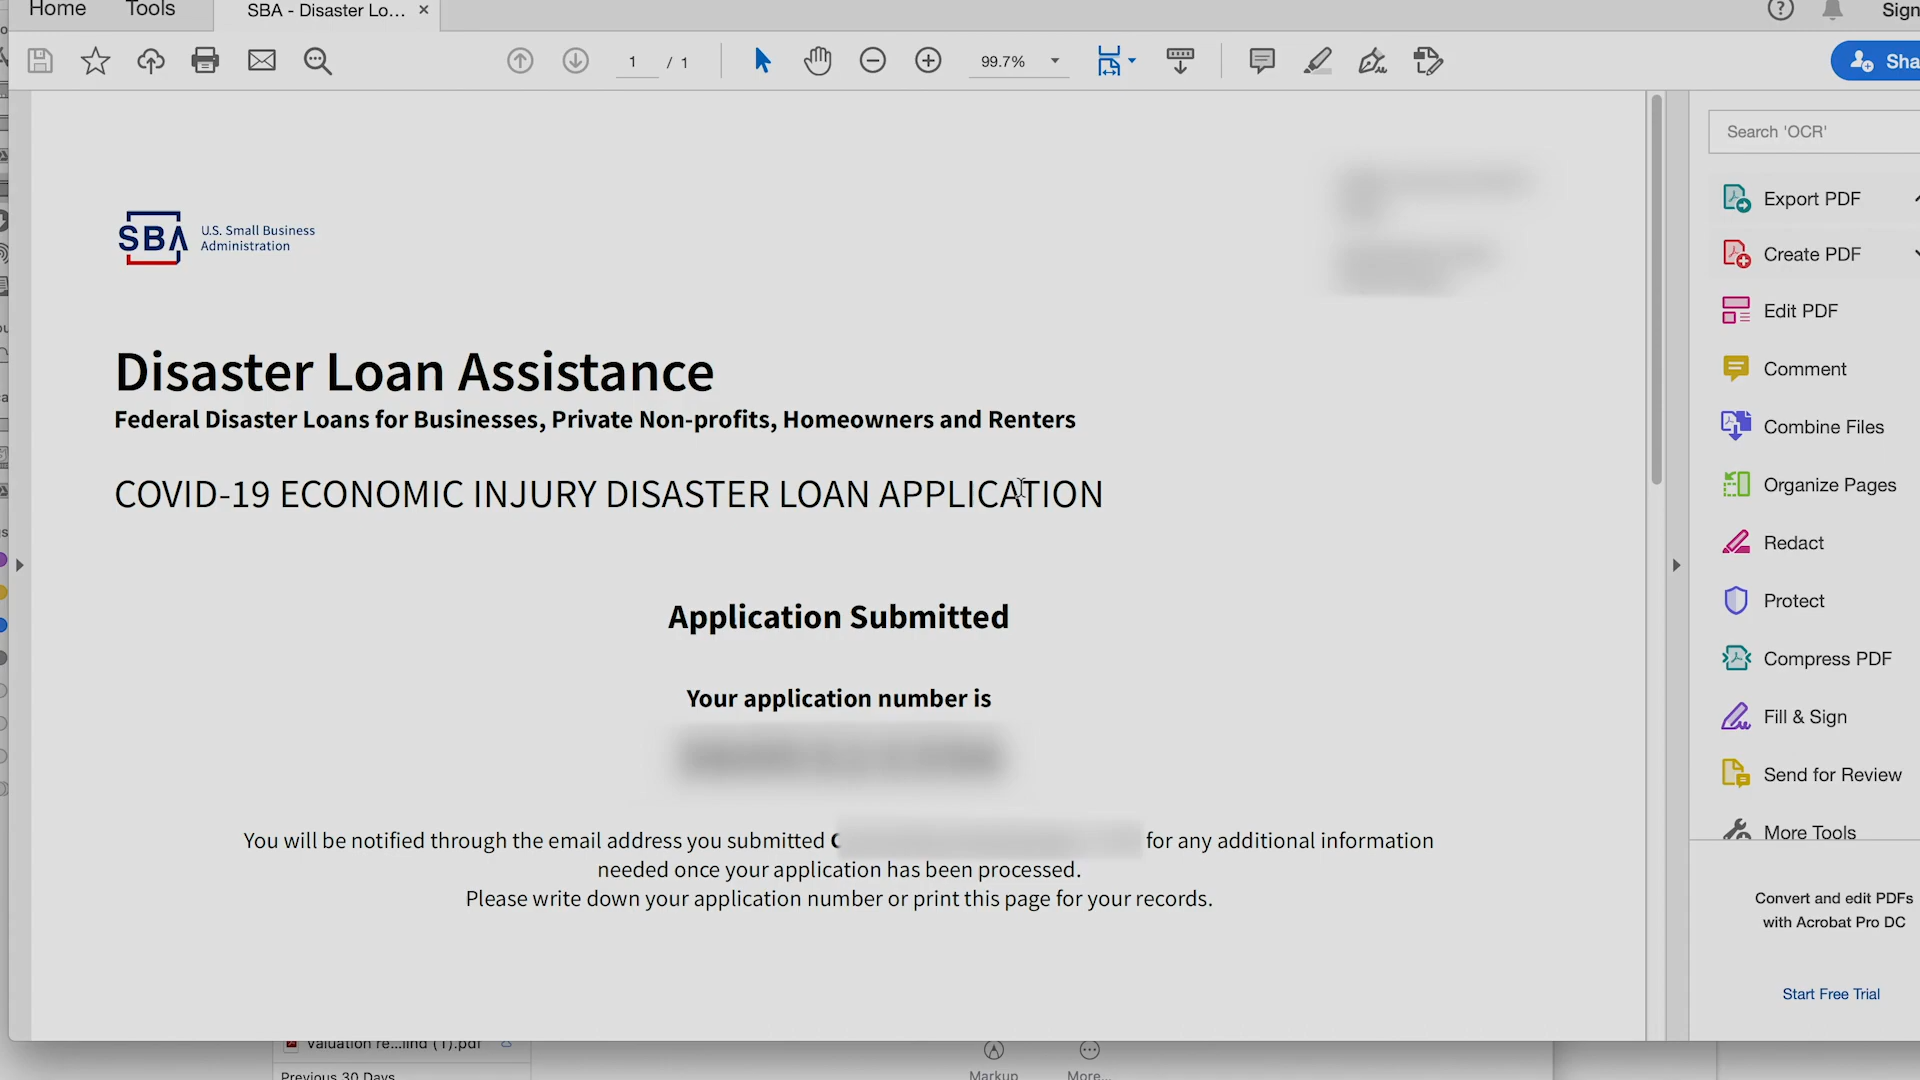 Home Tools SBA - Disaster Lo... × Sign
1 / 1 99.7% Sha
Search 'OCR'
Export PDF
Create PDF
Edit PDF
Comment
Combine Files
Organize Pages
Redact
Protect
Compress PDF
Fill & Sign
Send for Review
More Tools
Convert and edit PDFs
with Acrobat Pro DC
Start Free Trial
SBA U.S. Small Business
Administration
Disaster Loan Assistance
Federal Disaster Loans for Businesses, Private Non-profits, Homeowners and Renters
COVID-19 ECONOMIC INJURY DISASTER LOAN APPLICATION
Application Submitted
Your application number is
You will be notified through the email address you submitted for any additional information
needed once your application has been processed.
Please write down your application number or print this page for your records.
Valuation re...lind (1).pdf
Previous 30 Days
Markup More...